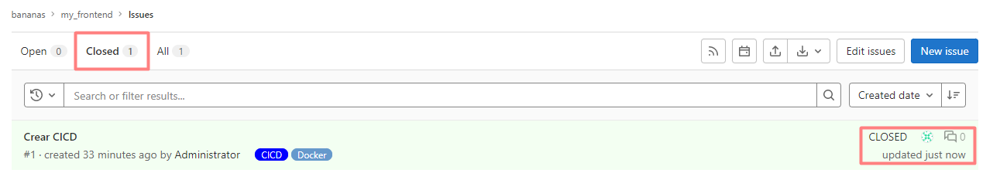 bananas > my_frontend > Issues
Open 0 Closed 1 All 1 Edit issues New issue
Search or filter results... Created date
Crear CICD CLOSED 0
#1 · created 33 minutes ago by Administrator CICD Docker updated just now